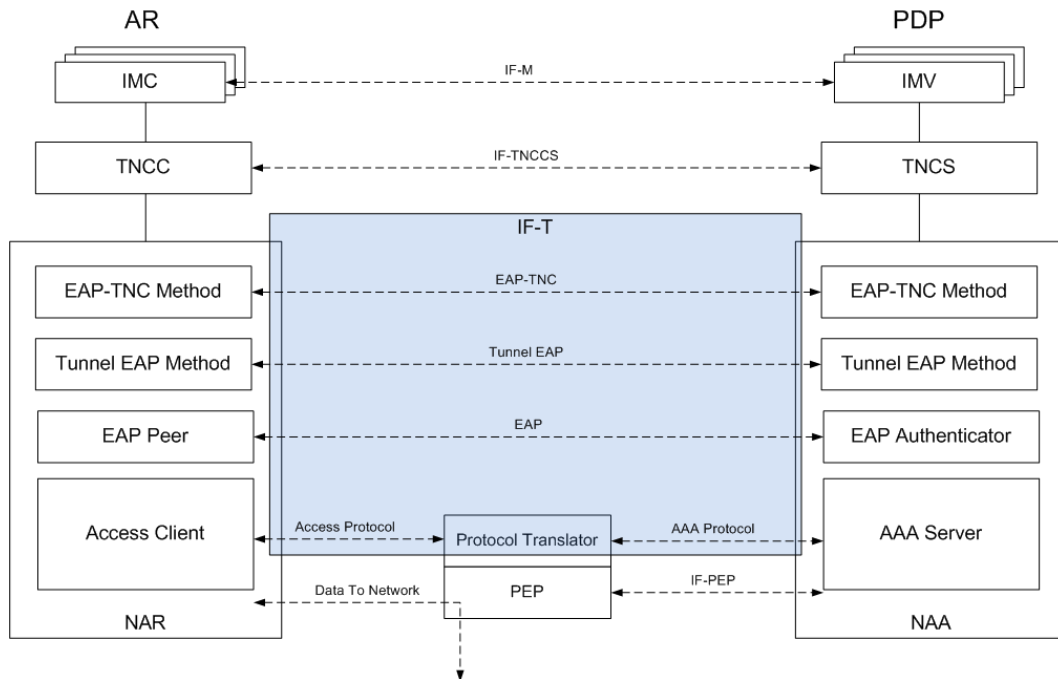 AR
PDP
IMC
IF-M
IMV
TNCC
IF-TNCCS
TNCS
IF-T
EAP-TNC Method
EAP-TNC
EAP-TNC Method
Tunnel EAP Method
Tunnel EAP
Tunnel EAP Method
EAP Peer
EAP
EAP Authenticator
Access Client
Access Protocol
Protocol Translator
AAA Protocol
AAA Server
Data To Network
PEP
IF-PEP
NAR
NAA